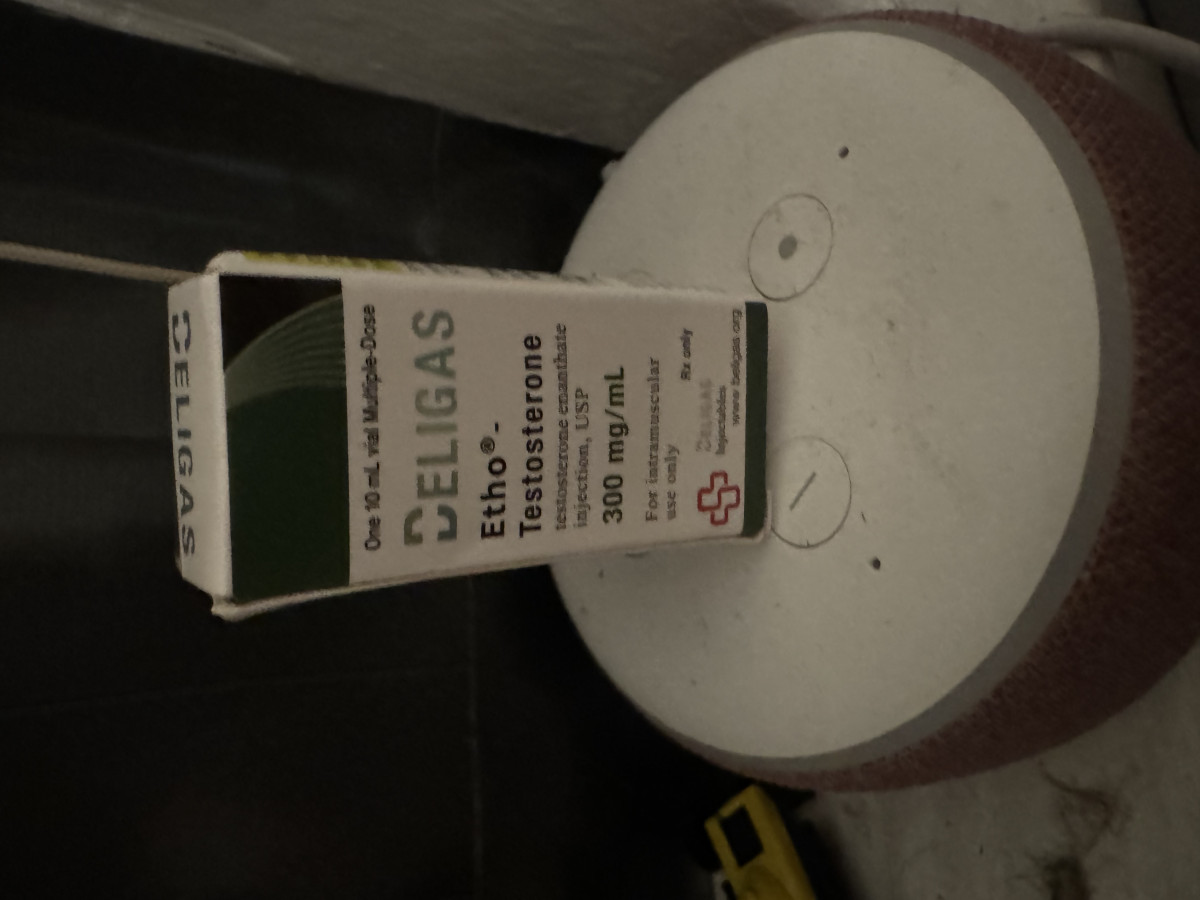 DELIGAS
One 10 mL vial Multiple-Dose
DELIGAS
Etho®-
Testosterone
testosterone enanthate
injection, USP
300 mg/mL
For intramuscular
use only
Rx only
DELIGAS
Injectables
www.beligas.org